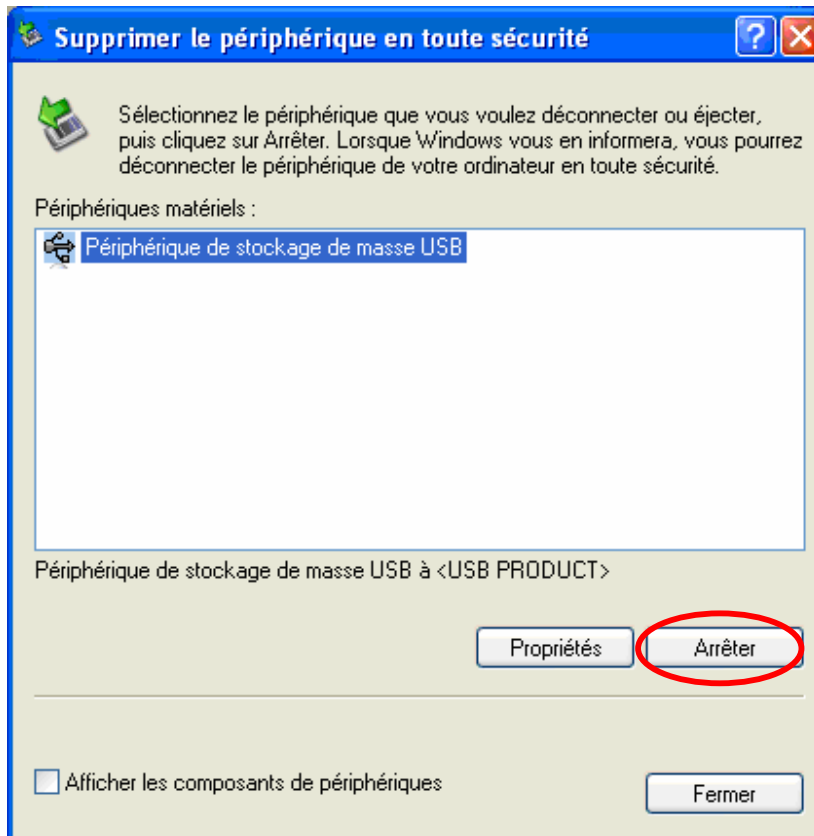 Supprimer le périphérique en toute sécurité
Sélectionnez le périphérique que vous voulez déconnecter ou éjecter,
puis cliquez sur Arrêter. Lorsque Windows vous en informera, vous pourrez
déconnecter le périphérique de votre ordinateur en toute sécurité.
Périphériques matériels :
Périphérique de stockage de masse USB
Périphérique de stockage de masse USB à <USB PRODUCT>
Propriétés
Arrêter
Afficher les composants de périphériques
Fermer